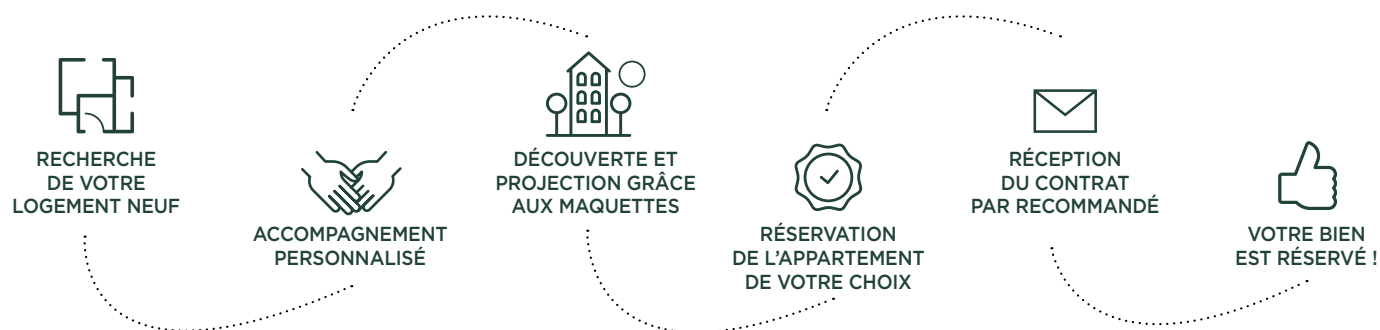 RECHERCHE
DE VOTRE
LOGEMENT NEUF
ACCOMPAGNEMENT
PERSONNALISÉ
DÉCOUVERTE ET
PROJECTION GRÂCE
AUX MAQUETTES
RÉSERVATION
DE L’APPARTEMENT
DE VOTRE CHOIX
RÉCEPTION
DU CONTRAT
PAR RECOMMANDÉ
VOTRE BIEN
EST RÉSERVÉ !